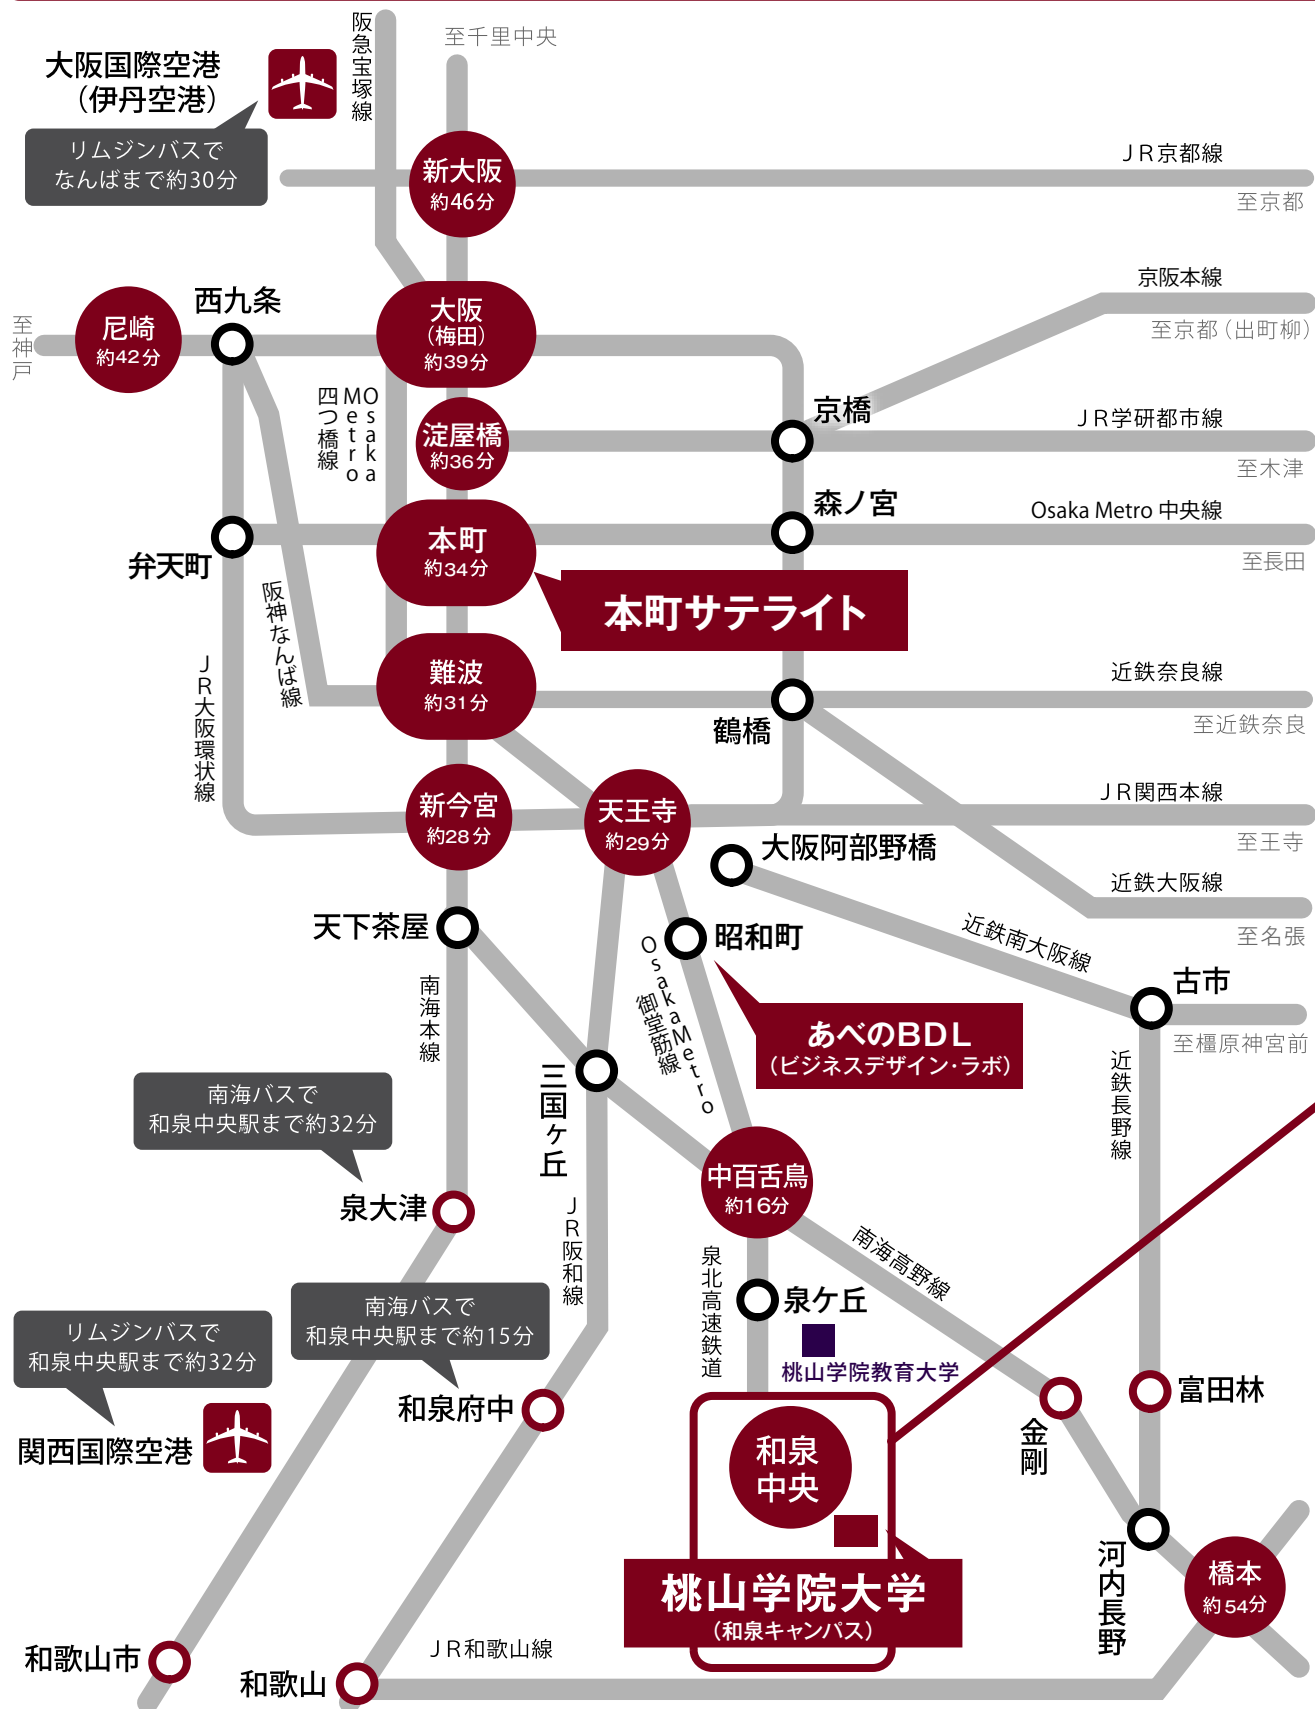 至千里中央
阪急宝塚線
大阪国際空港
（伊丹空港）
リムジンバスで
なんばまで約30分
新大阪
約46分
ＪＲ京都線
至京都
京阪本線
至京都（出町柳）
西九条
尼崎
約42分
至神戸
大阪
（梅田）
約39分
Osaka
Metro
四つ橋線
淀屋橋
約36分
京橋
ＪＲ学研都市線
至木津
森ノ宮
Osaka Metro 中央線
至長田
弁天町
本町
約34分
本町サテライト
阪神なんば線
ＪＲ大阪環状線
難波
約31分
近鉄奈良線
至近鉄奈良
鶴橋
新今宮
約28分
天王寺
約29分
ＪＲ関西本線
至王寺
大阪阿部野橋
近鉄大阪線
至名張
近鉄南大阪線
天下茶屋
昭和町
OsakaMetro
御堂筋線
古市
至橿原神宮前
南海本線
あべのBDL
（ビジネスデザイン・ラボ）
近鉄長野線
三国ヶ丘
南海バスで
和泉中央駅まで約32分
中百舌鳥
約16分
泉大津
ＪＲ阪和線
泉北高速鉄道
南海高野線
泉ケ丘
桃山学院教育大学
南海バスで
和泉中央駅まで約15分
リムジンバスで
和泉中央駅まで約32分
関西国際空港
和泉府中
金剛
富田林
和泉
中央
桃山学院大学
（和泉キャンパス）
河内長野
橋本
約54分
ＪＲ和歌山線
和歌山市
和歌山